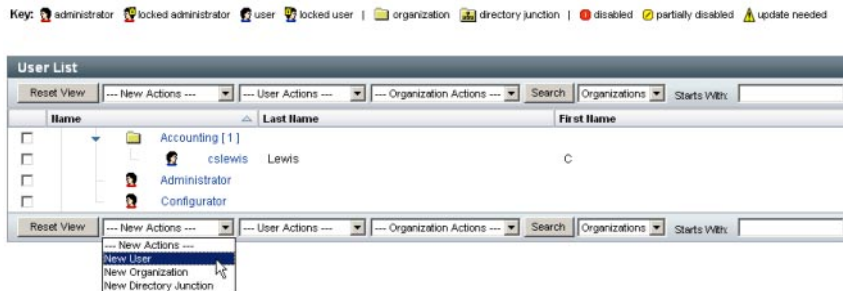 Key: administrator locked administrator user locked user | organization directory junction | disabled partially disabled update needed
User List
Reset View --- New Actions --- --- User Actions --- --- Organization Actions --- Search Organizations Starts With:
Name Last Name First Name
Accounting [ 1 ]
cslewis Lewis C
Administrator
Configurator
Reset View --- New Actions --- --- User Actions --- --- Organization Actions --- Search Organizations Starts With:
--- New Actions ---
New User
New Organization
New Directory Junction